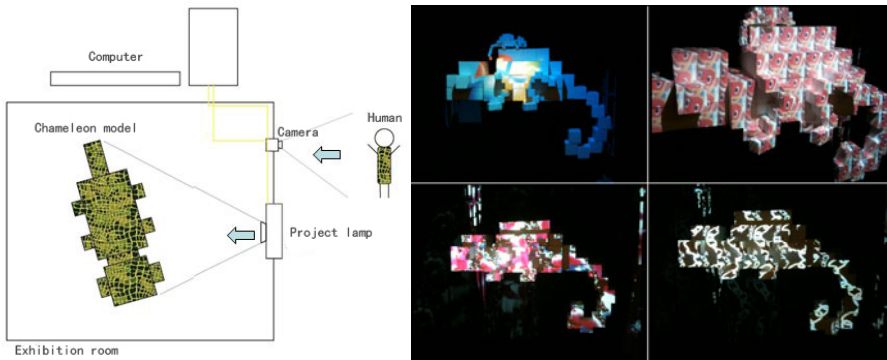 Computer
Human
Camera
Chameleon model
Project lamp
Exhibition room